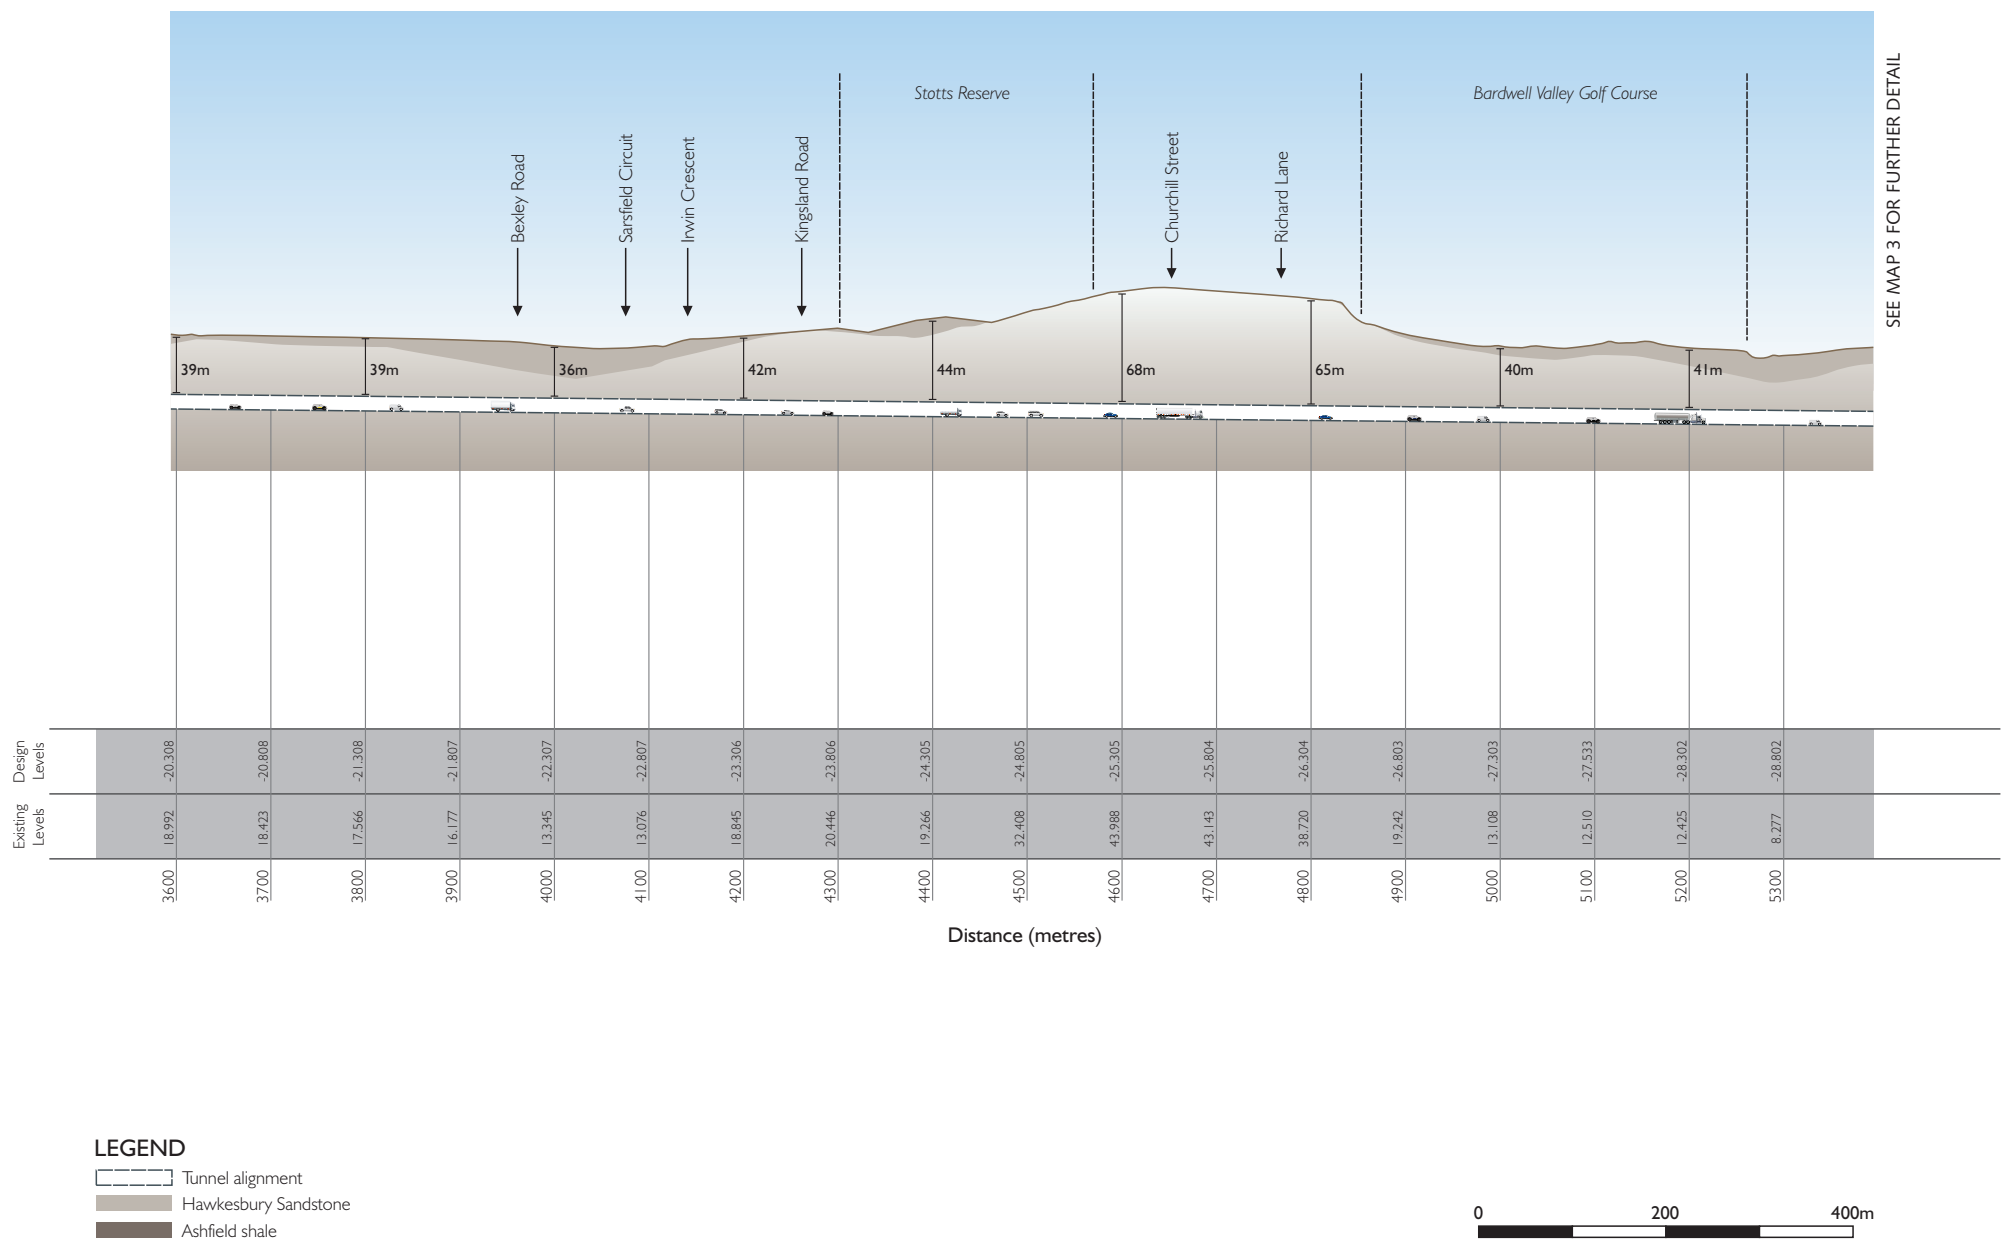 Stotts Reserve
Bardwell Valley Golf Course
SEE MAP 3 FOR FURTHER DETAIL
Bexley Road
Sarsfield Circuit
Irwin Crescent
Kingsland Road
Churchill Street
Richard Lane
39m
39m
36m
42m
44m
68m
65m
40m
41m
Design
Levels
-20.308
-20.808
-21.308
-21.807
-22.307
-22.807
-23.306
-23.806
-24.305
-24.805
-25.305
-25.804
-26.304
-26.803
-27.303
-27.533
-28.302
-28.802
Existing
Levels
18.992
18.423
17.566
16.177
13.345
13.076
18.845
20.446
19.266
32.408
43.988
43.143
38.720
19.242
13.108
12.510
12.425
8.277
3600
3700
3800
3900
4000
4100
4200
4300
4400
4500
4600
4700
4800
4900
5000
5100
5200
5300
Distance (metres)
LEGEND
Tunnel alignment
Hawkesbury Sandstone
Ashfield shale
0
200
400m